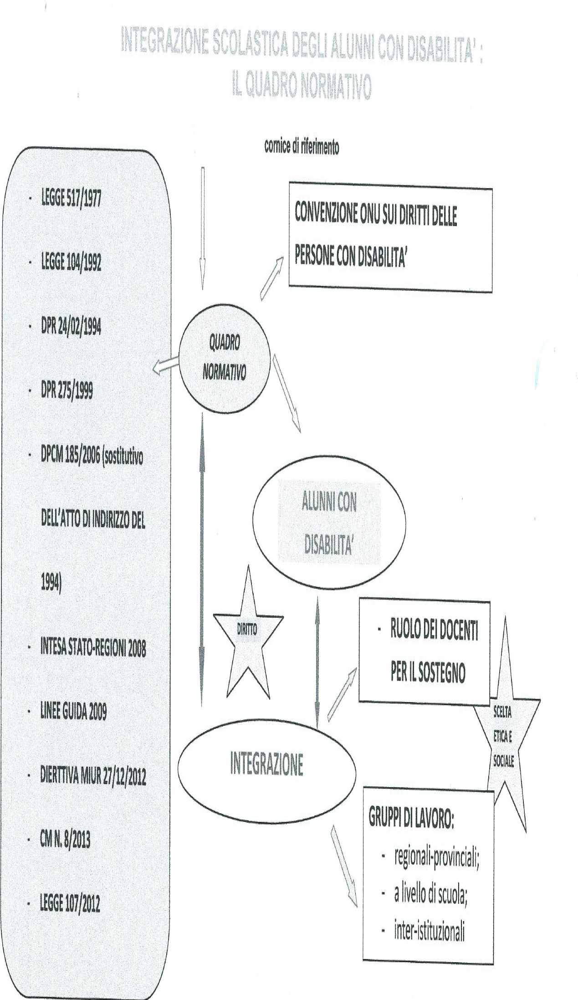 INTEGRAZIONE SCOLASTICA DEGLI ALUNNI CON DISABILITA' :
IL QUADRO NORMATIVO
cornice di riferimento
- LEGGE 517/1977
- LEGGE 104/1992
- DPR 24/02/1994
- DPR 275/1999
- DPCM 185/2006 (sostitutivo
DELL'ATTO DI INDIRIZZO DEL
1994)
- INTESA STATO-REGIONI 2008
- LINEE GUIDA 2009
- DIERTTIVA MIUR 27/12/2012
- CM N. 8/2013
- LEGGE 107/2012
CONVENZIONE ONU SUI DIRITTI DELLE
PERSONE CON DISABILITA'
QUADRO
NORMATIVO
ALUNNI CON
DISABILITA'
DIRITTO
- RUOLO DEI DOCENTI
PER IL SOSTEGNO
SCELTA
ETICA E
SOCIALE
INTEGRAZIONE
GRUPPI DI LAVORO:
- regionali-provinciali;
- a livello di scuola;
- inter-istituzionali